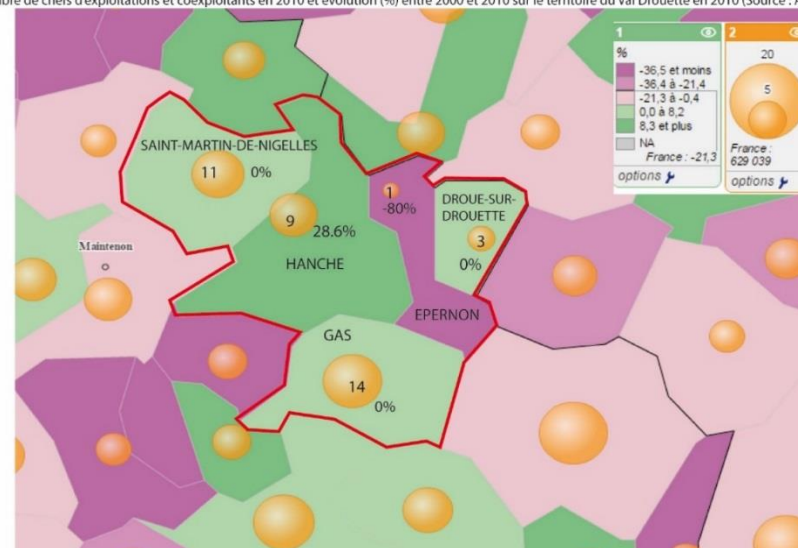 bre de chefs d'exploitations et coexploitants en 2010 et évolution (%) entre 2000 et 2010 sur le territoire du Val Drouette en 2010 (Source :
1
%
-36,5 et moins
-36,4 à -21,4
-21,3 à -0,4
0,0 à 8,2
8,3 et plus
NA
France : -21,3
options
2
20
5
France :
629 039
options
SAINT-MARTIN-DE-NIGELLES
11 0%
1
-80%
DROUE-SUR-
DROUETTE
3
0%
9 28.6%
HANCHE
Maintenon
EPERNON
GAS
14
0%